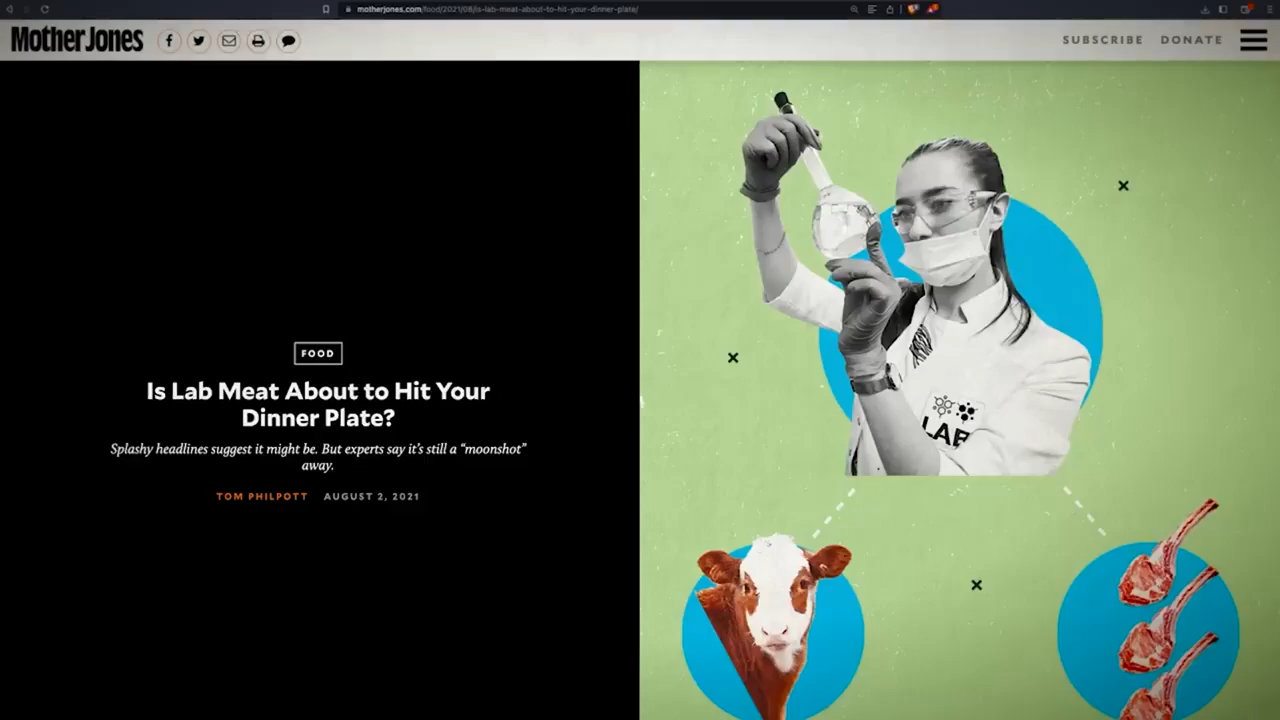 motherjones.com/food/2021/08/is-lab-meat-about-to-hit-your-dinner-plate/
Mother Jones
SUBSCRIBE DONATE
FOOD
Is Lab Meat About to Hit Your
Dinner Plate?
Splashy headlines suggest it might be. But experts say it's still a “moonshot”
away.
TOM PHILPOTT AUGUST 2, 2021
LAB